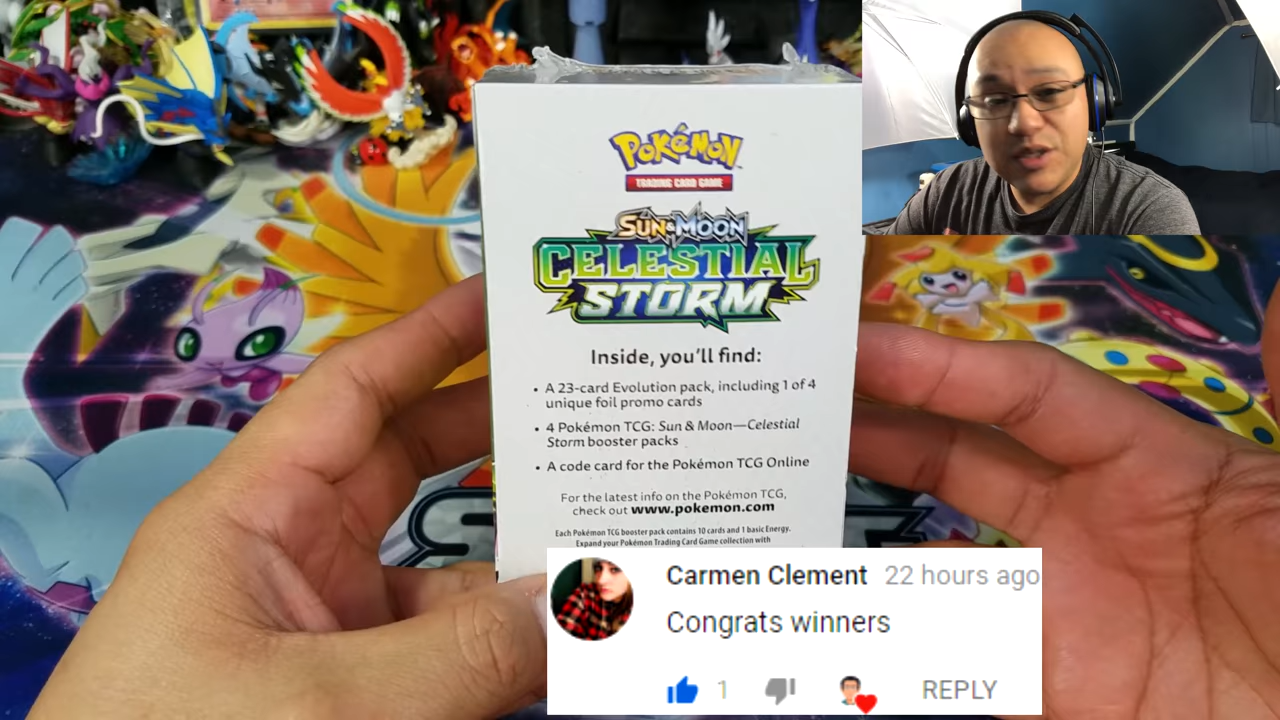 POKéMON
TRADING CARD GAME
SUN & MOON
CELESTIAL
STORM
Inside, you'll find:
• A 23-card Evolution pack, including 1 of 4
unique foil promo cards
• 4 Pokémon TCG: Sun & Moon—Celestial
Storm booster packs
• A code card for the Pokémon TCG Online
For the latest info on the Pokémon TCG,
check out www.pokemon.com
Each Pokémon TCG booster pack contains 10 cards and 1 basic Energy.
Expand your Pokémon Trading Card Game collection with
Carmen Clement 22 hours ago
Congrats winners
1 REPLY